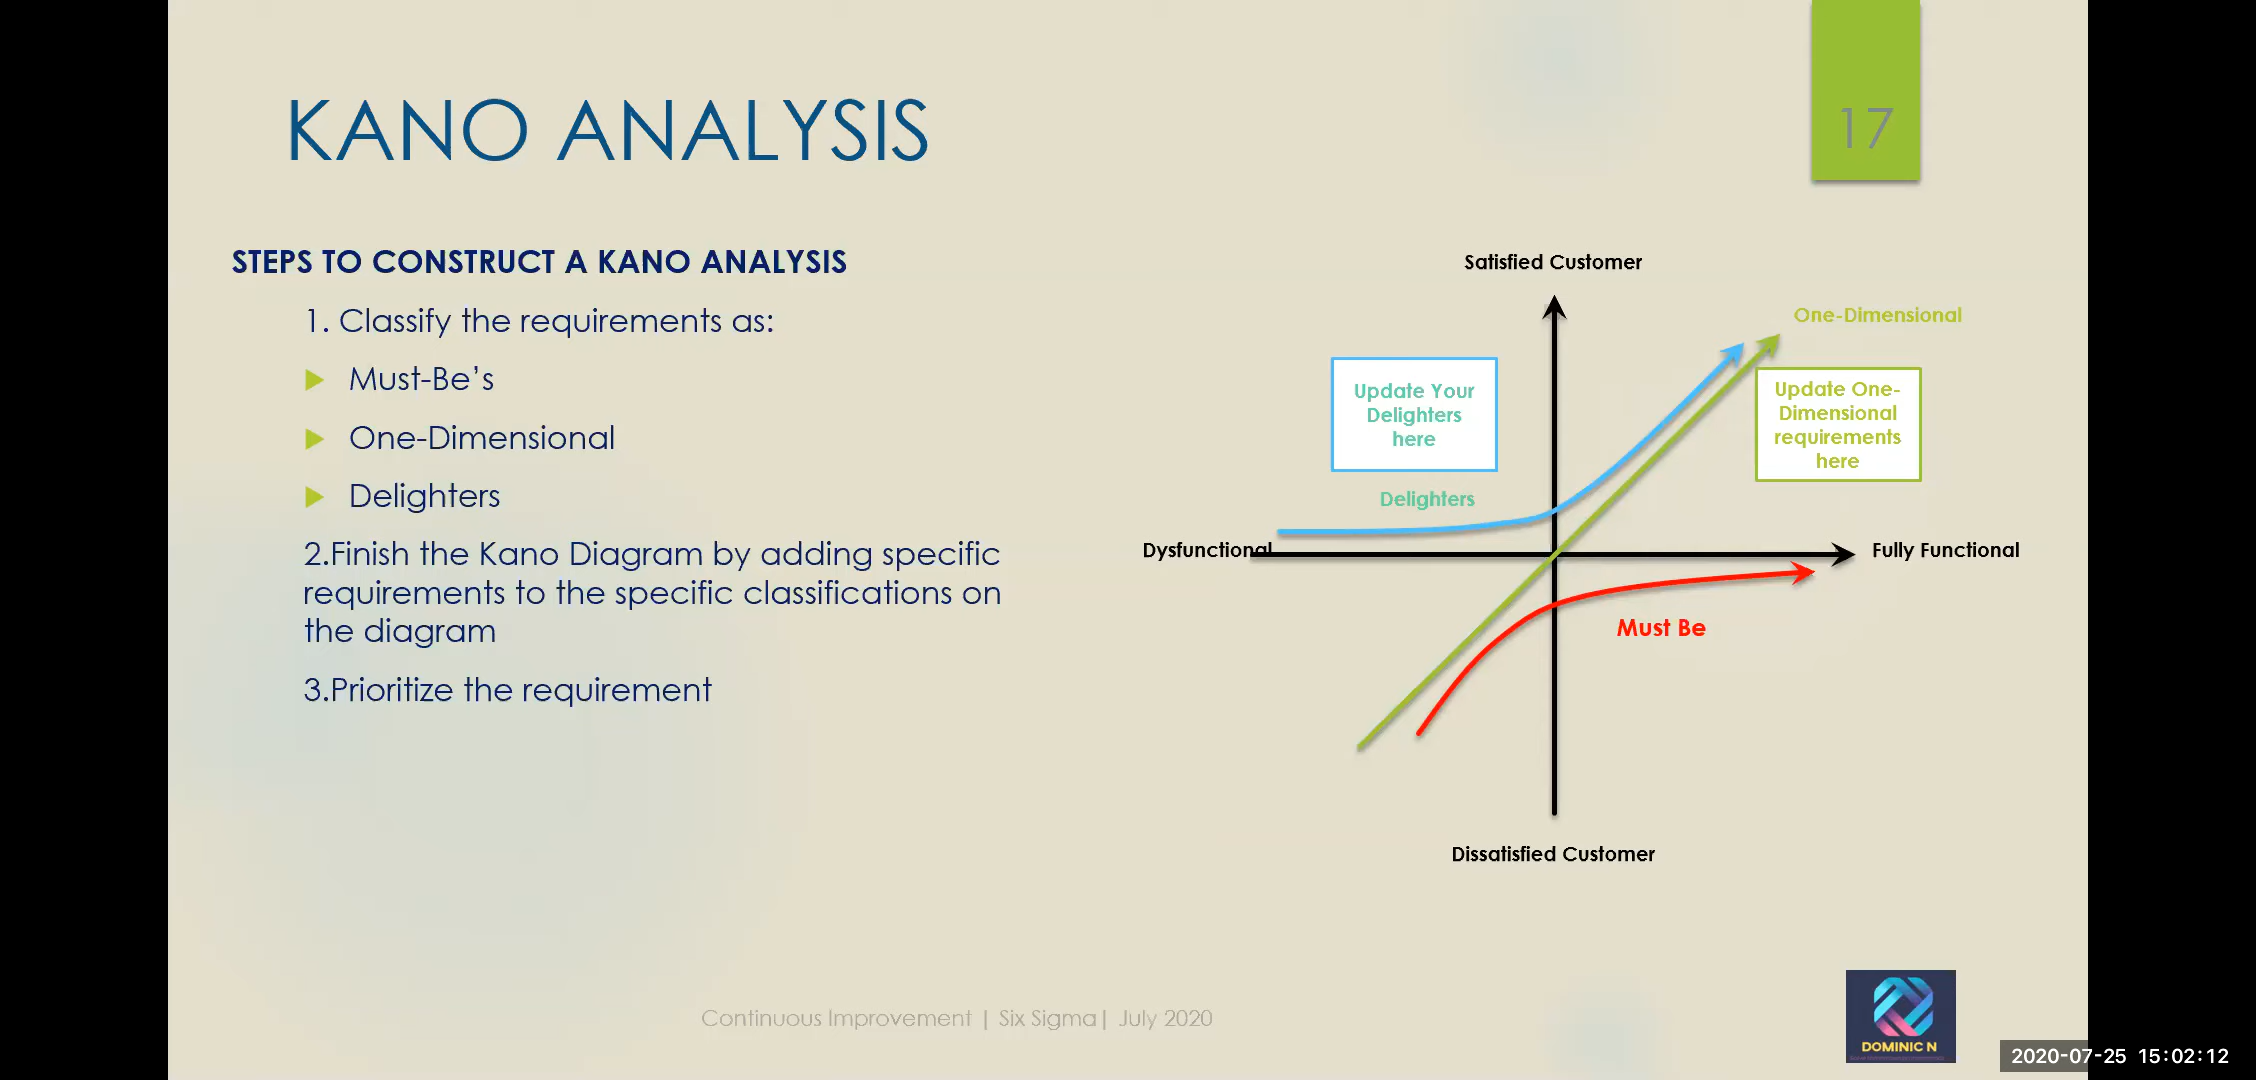 KANO ANALYSIS
17
STEPS TO CONSTRUCT A KANO ANALYSIS
1. Classify the requirements as:
Must-Be’s
One-Dimensional
Delighters
2.Finish the Kano Diagram by adding specific
requirements to the specific classifications on
the diagram
3.Prioritize the requirement
Satisfied Customer
One-Dimensional
Update Your
Delighters
here
Update One-
Dimensional
requirements
here
Delighters
Dysfunctional
Fully Functional
Must Be
Dissatisfied Customer
Continuous Improvement | Six Sigma| July 2020
DOMINIC N
2020-07-25 15:02:12